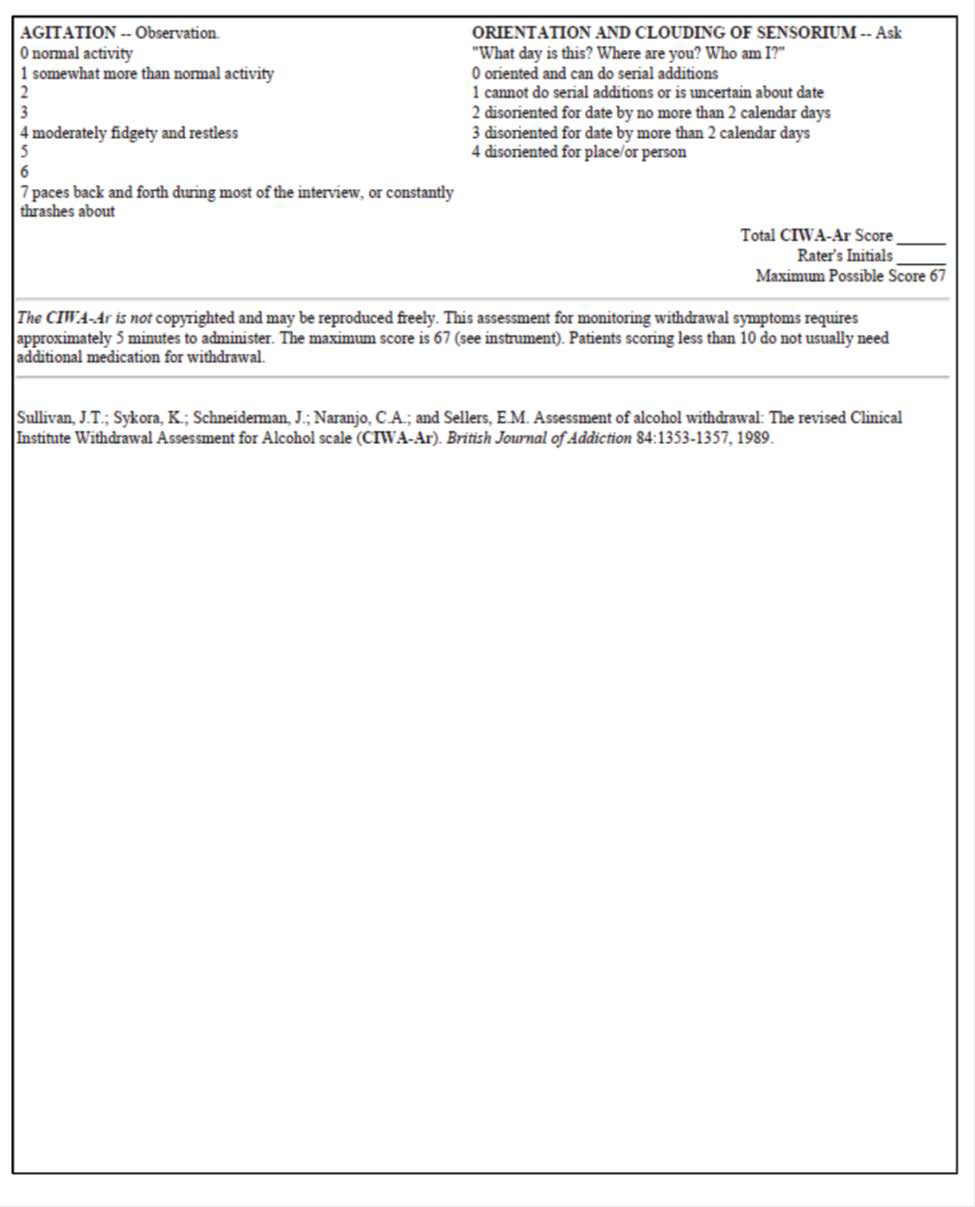 AGITATION -- Observation.
0 normal activity
1 somewhat more than normal activity
2
3
4 moderately fidgety and restless
5
6
7 paces back and forth during most of the interview, or constantly
thrashes about
ORIENTATION AND CLOUDING OF SENSORIUM -- Ask
"What day is this? Where are you? Who am I?"
0 oriented and can do serial additions
1 cannot do serial additions or is uncertain about date
2 disoriented for date by no more than 2 calendar days
3 disoriented for date by more than 2 calendar days
4 disoriented for place/or person
Total CIWA-Ar Score ______
Rater's Initials ______
Maximum Possible Score 67
The CIWA-Ar is not copyrighted and may be reproduced freely. This assessment for monitoring withdrawal symptoms requires
approximately 5 minutes to administer. The maximum score is 67 (see instrument). Patients scoring less than 10 do not usually need
additional medication for withdrawal.
Sullivan, J.T.; Sykora, K.; Schneiderman, J.; Naranjo, C.A.; and Sellers, E.M. Assessment of alcohol withdrawal: The revised Clinical
Institute Withdrawal Assessment for Alcohol scale (CIWA-Ar). British Journal of Addiction 84:1353-1357, 1989.